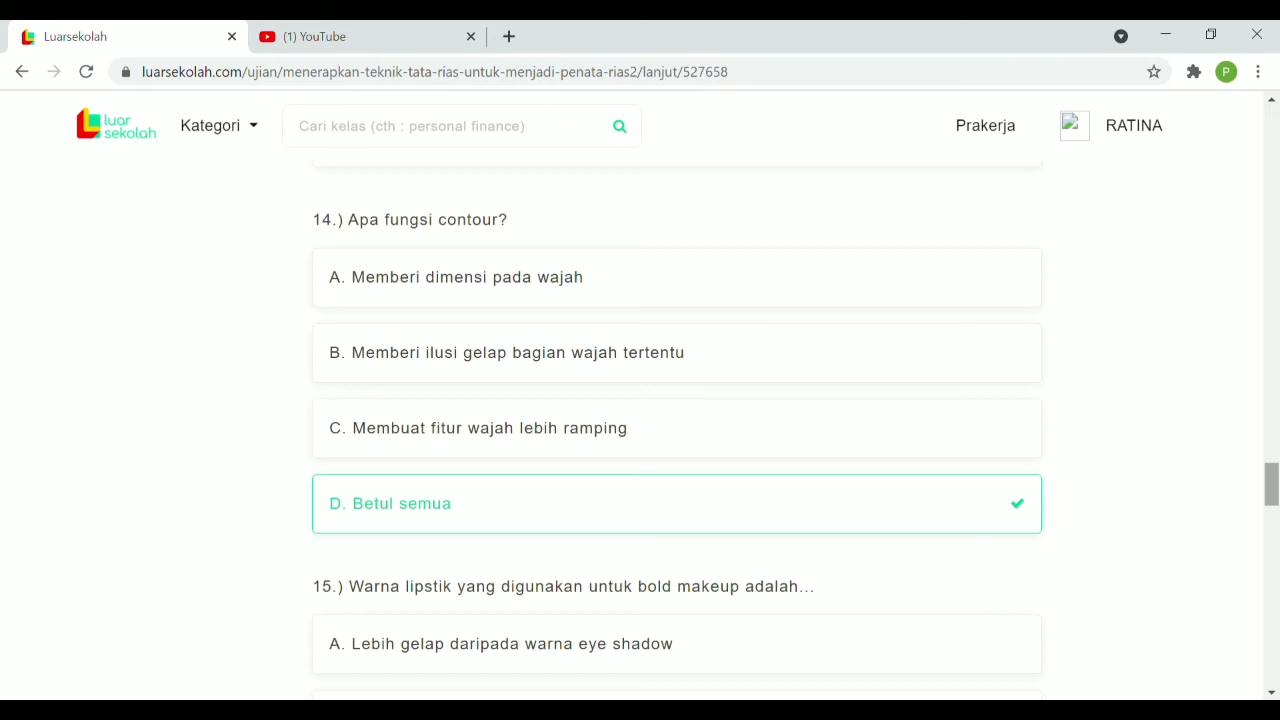 Luarsekolah
(1) YouTube
luarsekolah.com/ujian/menerapkan-teknik-tata-rias-untuk-menjadi-penata-rias2/lanjut/527658
P
luar
sekolah
Kategori
Cari kelas (cth : personal finance)
Prakerja
RATINA
14.) Apa fungsi contour?
A. Memberi dimensi pada wajah
B. Memberi ilusi gelap bagian wajah tertentu
C. Membuat fitur wajah lebih ramping
D. Betul semua
15.) Warna lipstik yang digunakan untuk bold makeup adalah...
A. Lebih gelap daripada warna eye shadow